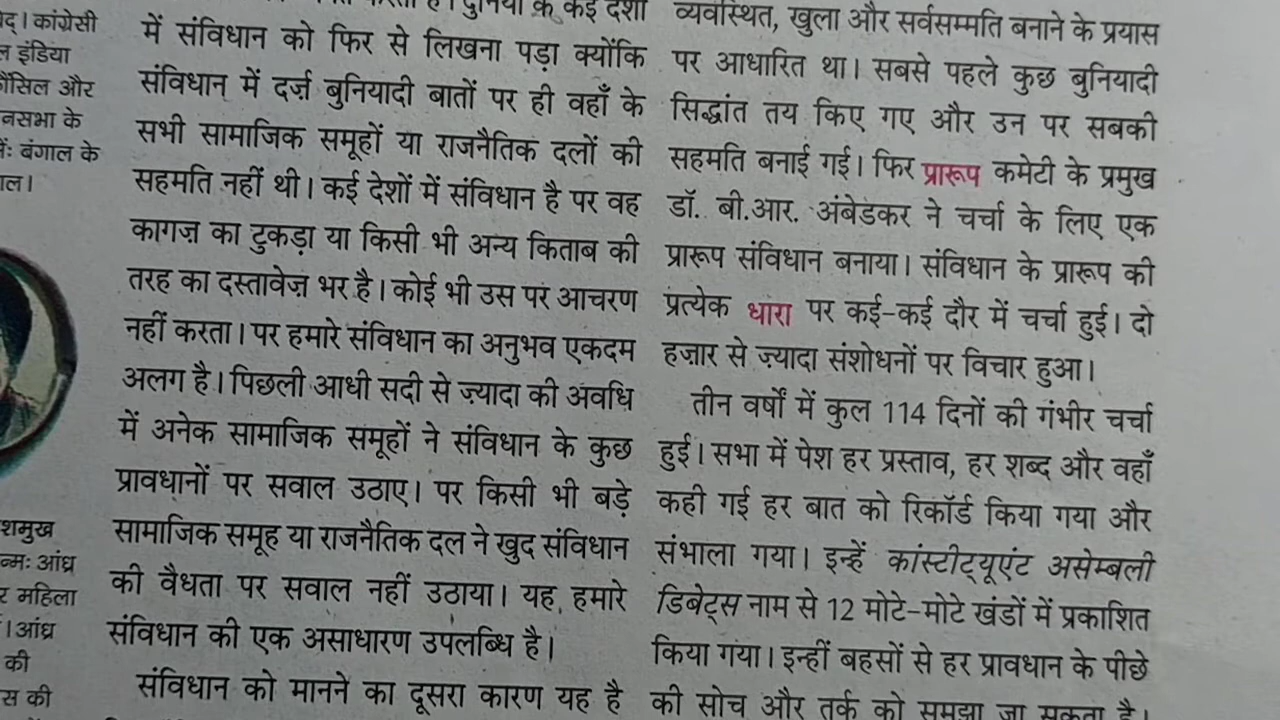 द्। कांग्रेसी
इंडिया
ौंसिल और
नसभा के
ेंः बंगाल के
ाल।
शमुख
न्मः आंध्र
र महिला
। आंध्र
की
स की
दुनिया के कई देशों
में संविधान को फिर से लिखना पड़ा क्योंकि
संविधान में दर्ज़ बुनियादी बातों पर ही वहाँ के
सभी सामाजिक समूहों या राजनैतिक दलों की
सहमति नहीं थी। कई देशों में संविधान है पर वह
कागज़ का टुकड़ा या किसी भी अन्य किताब की
तरह का दस्तावेज़ भर है। कोई भी उस पर आचरण
नहीं करता। पर हमारे संविधान का अनुभव एकदम
अलग है। पिछली आधी सदी से ज़्यादा की अवधि
में अनेक सामाजिक समूहों ने संविधान के कुछ
प्रावधानों पर सवाल उठाए। पर किसी भी बड़े
सामाजिक समूह या राजनैतिक दल ने खुद संविधान
की वैधता पर सवाल नहीं उठाया। यह हमारे
संविधान की एक असाधारण उपलब्धि है।
संविधान को मानने का दूसरा कारण यह है
व्यवस्थित, खुला और सर्वसम्मति बनाने के प्रयास
पर आधारित था। सबसे पहले कुछ बुनियादी
सिद्धांत तय किए गए और उन पर सबकी
सहमति बनाई गई। फिर प्रारूप कमेटी के प्रमुख
डॉ. बी.आर. अंबेडकर ने चर्चा के लिए एक
प्रारूप संविधान बनाया। संविधान के प्रारूप की
प्रत्येक धारा पर कई-कई दौर में चर्चा हुई। दो
हज़ार से ज़्यादा संशोधनों पर विचार हुआ।
तीन वर्षों में कुल 114 दिनों की गंभीर चर्चा
हुई। सभा में पेश हर प्रस्ताव, हर शब्द और वहाँ
कही गई हर बात को रिकॉर्ड किया गया और
संभाला गया। इन्हें कांस्टीट्यूएंट असेम्बली
डिबेट्स नाम से 12 मोटे-मोटे खंडों में प्रकाशित
किया गया। इन्हीं बहसों से हर प्रावधान के पीछे
की सोच और तर्क को समझा जा सकता है।